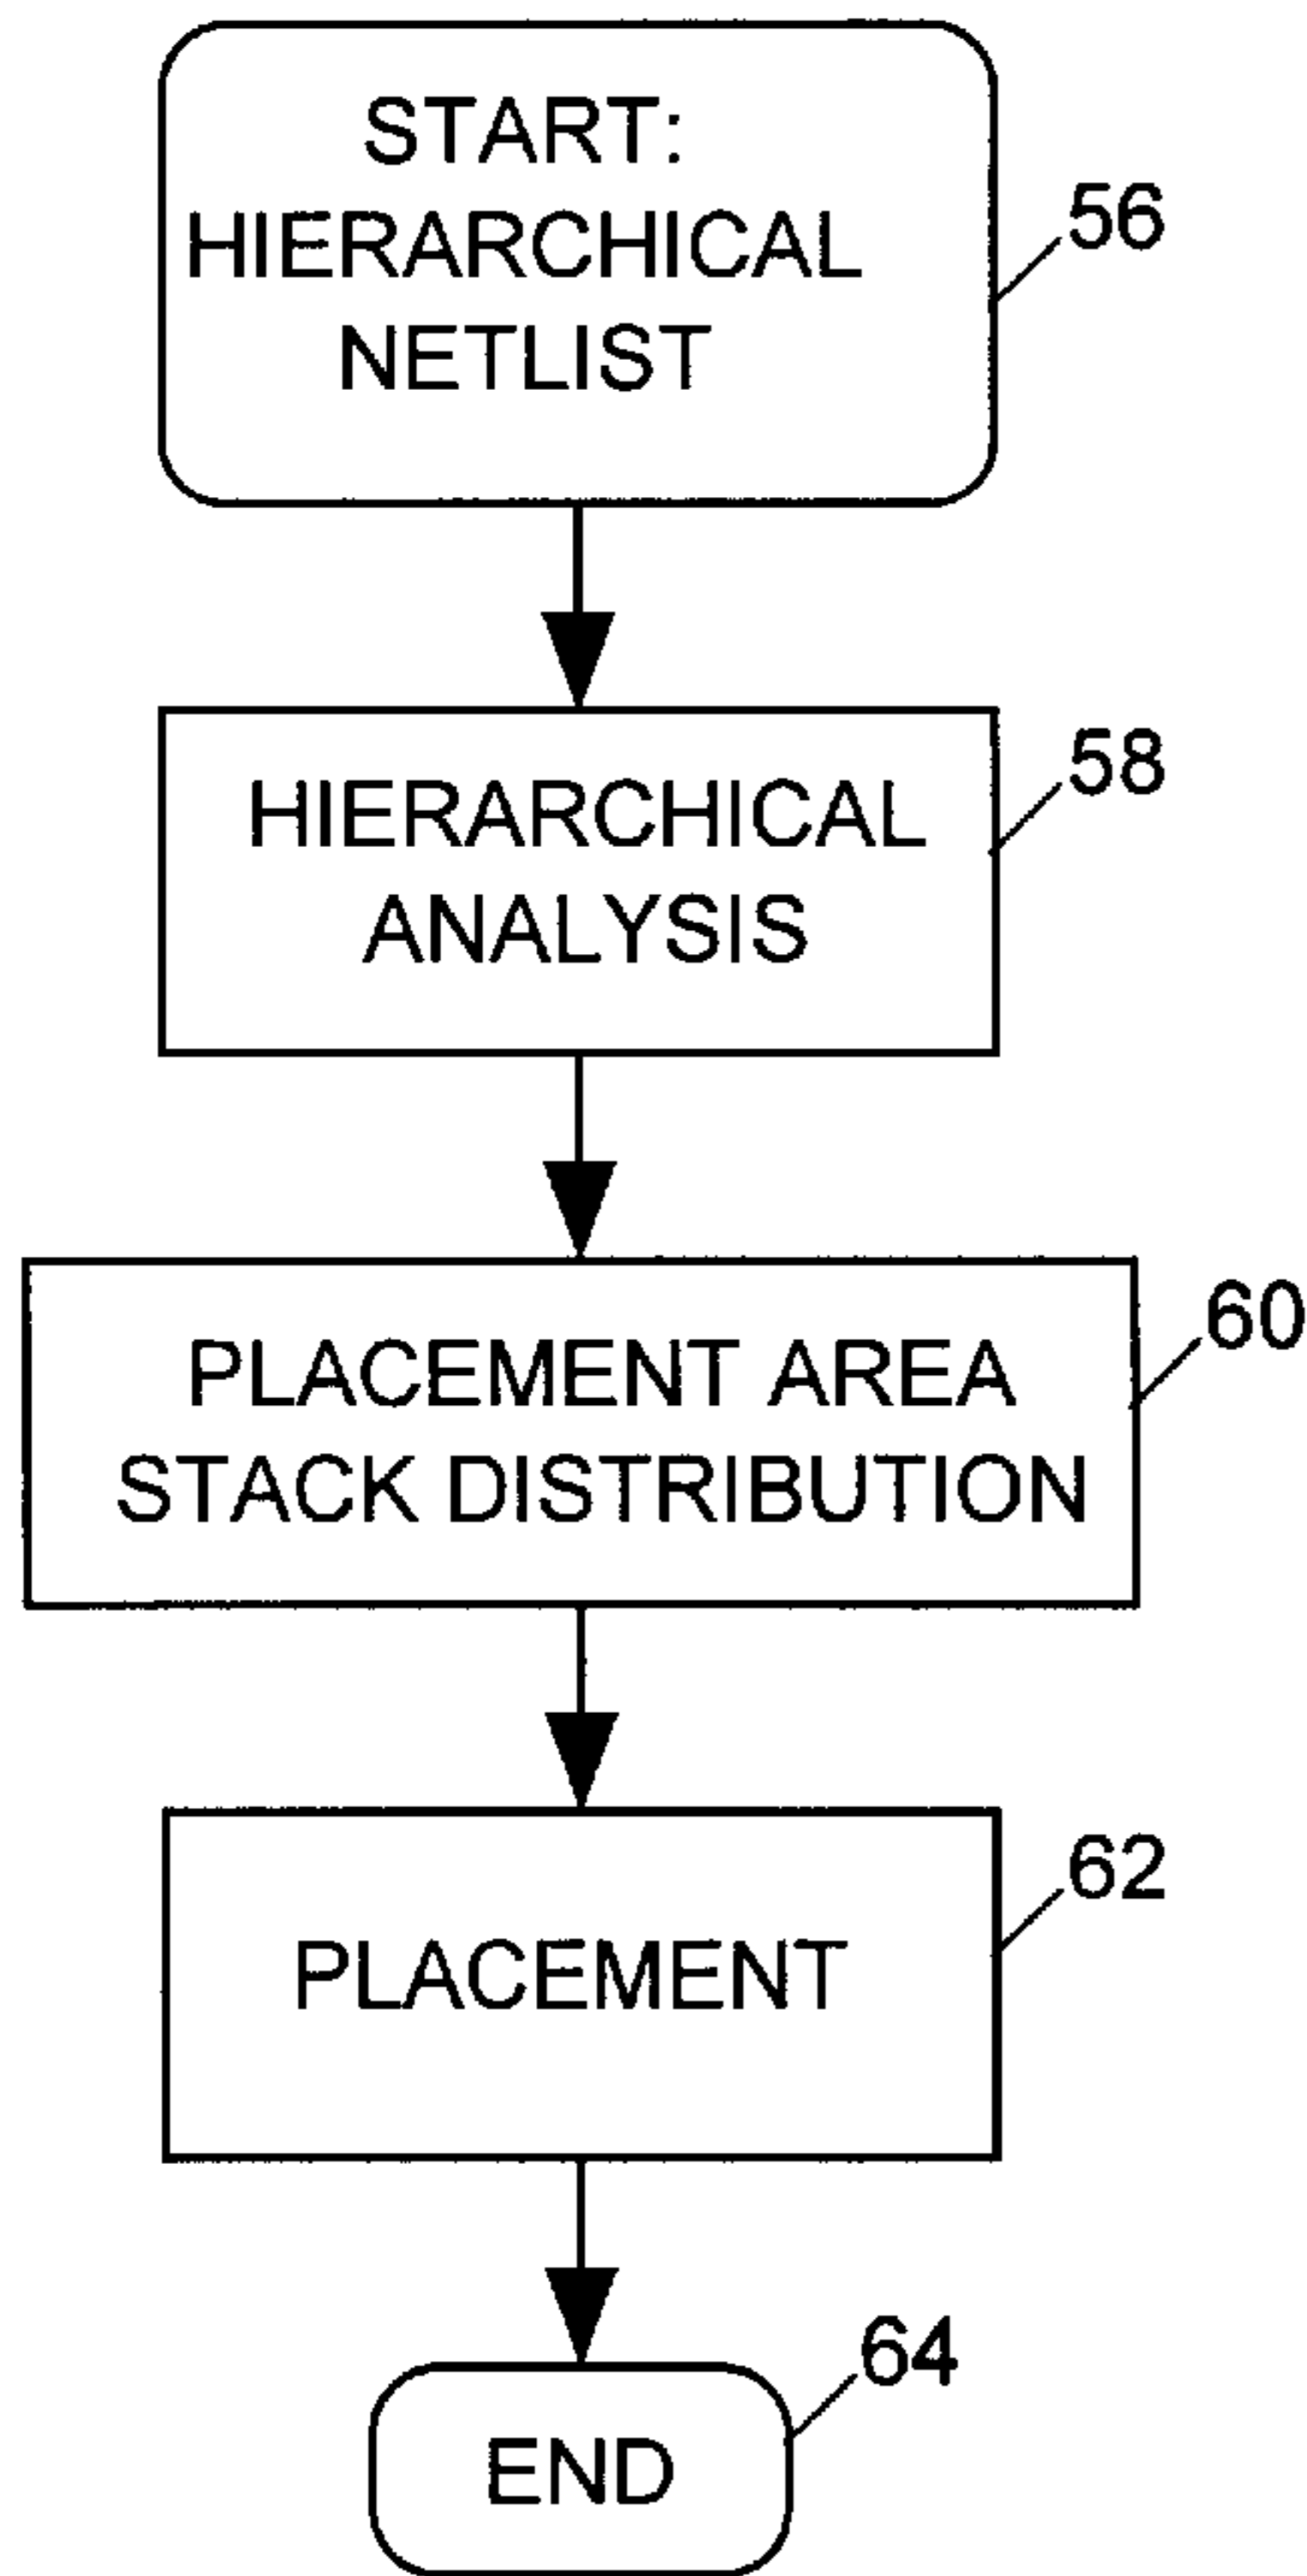 START:
HIERARCHICAL
NETLIST
56
HIERARCHICAL
ANALYSIS
58
PLACEMENT AREA
STACK DISTRIBUTION
60
PLACEMENT
62
END
64